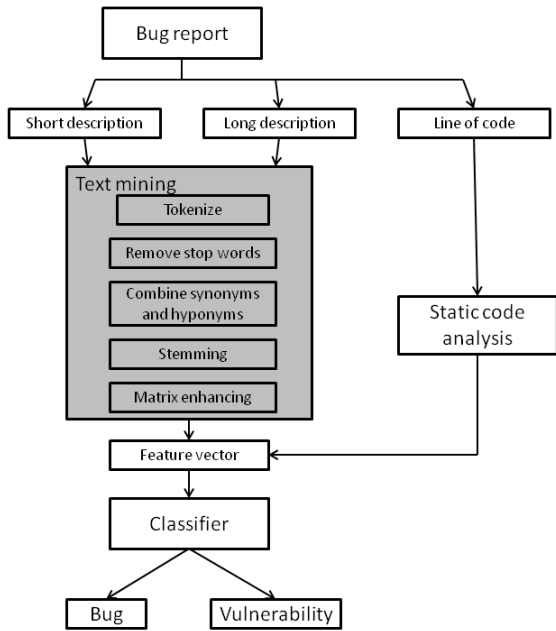 Bug report
Short description
Long description
Line of code
Text mining
Tokenize
Remove stop words
Combine synonyms
and hyponyms
Stemming
Matrix enhancing
Static code
analysis
Feature vector
Classifier
Bug
Vulnerability